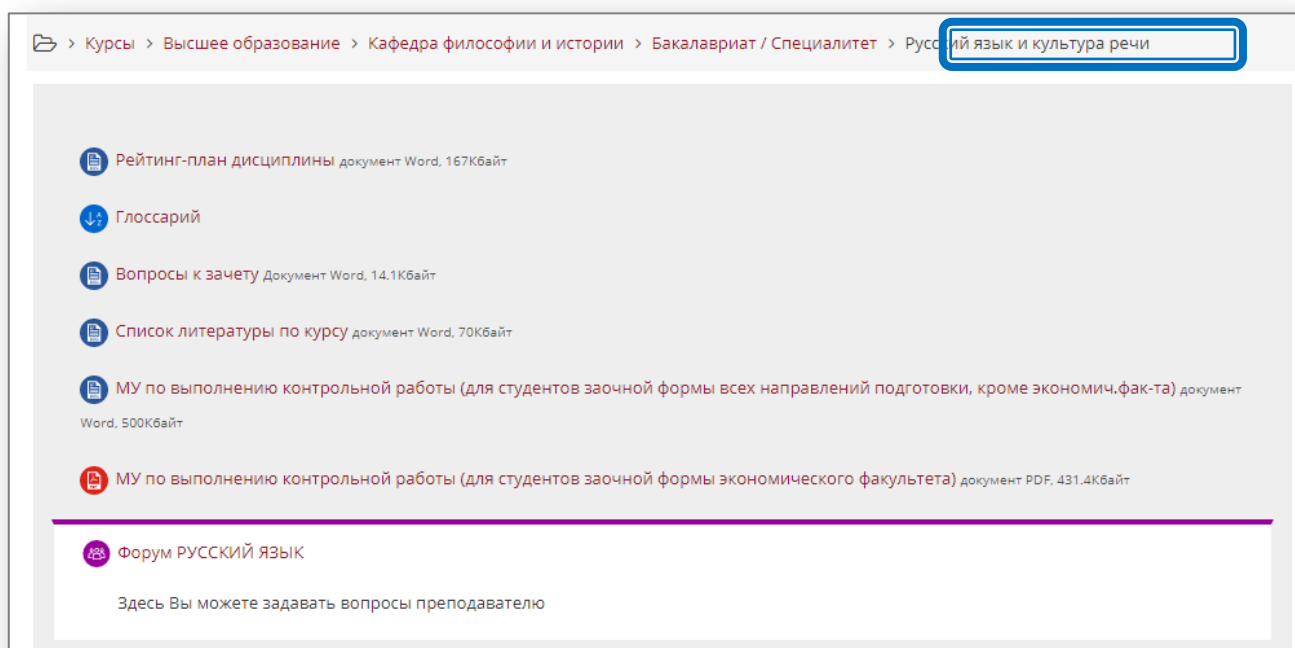 > Курсы > Высшее образование > Кафедра философии и истории > Бакалавриат / Специалитет > Русский язык и культура речи
Рейтинг-план дисциплины документ Word, 167Кбайт
Глоссарий
Вопросы к зачету Документ Word, 14.1Кбайт
Список литературы по курсу документ Word, 70Кбайт
МУ по выполнению контрольной работы (для студентов заочной формы всех направлений подготовки, кроме экономич.фак-та) документ
Word, 500Кбайт
МУ по выполнению контрольной работы (для студентов заочной формы экономического факультета) документ PDF, 431.4Кбайт
Форум РУССКИЙ ЯЗЫК
Здесь Вы можете задавать вопросы преподавателю